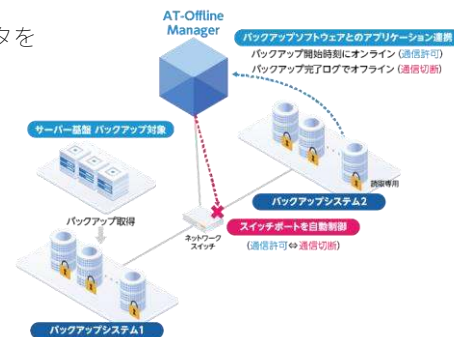 タを
AT-Offline
Manager
バックアップソフトウェアとのアプリケーション連携
バックアップ開始時刻にオンライン(通信許可)
バックアップ完了ログでオフライン(通信切断)
サーバー基盤 バックアップ対象
読取専用
バックアップシステム2
バックアップ取得
ネットワーク
スイッチ
スイッチポートを自動制御
(通信許可⇔通信切断)
バックアップシステム1